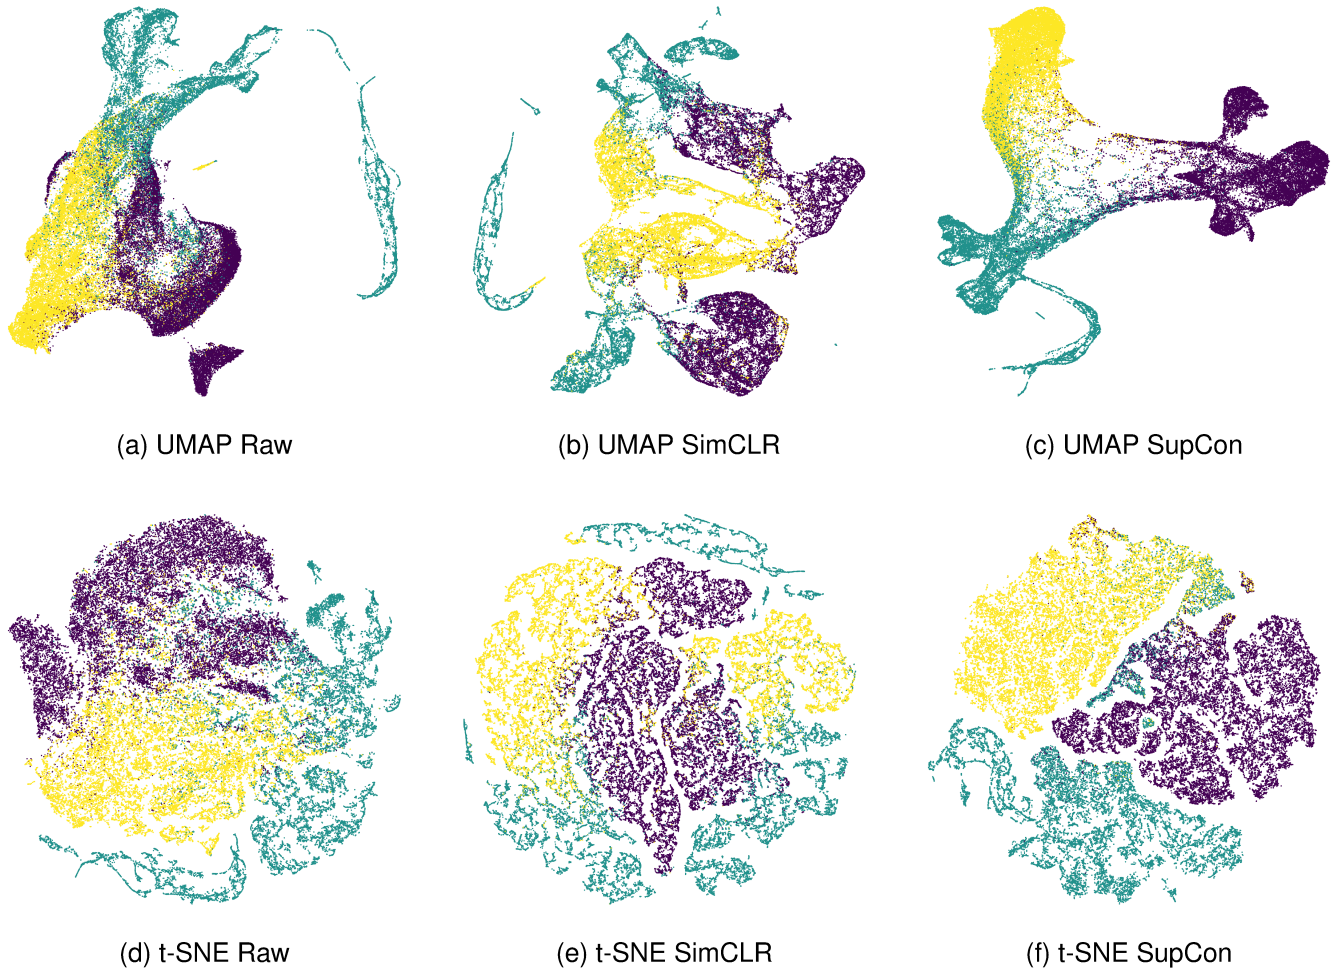 (a) UMAP Raw
(b) UMAP SimCLR
(c) UMAP SupCon
(d) t-SNE Raw
(e) t-SNE SimCLR
(f) t-SNE SupCon